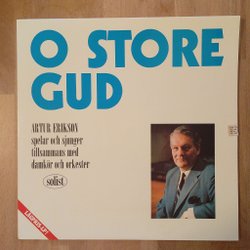 O STORE
GUD
ARTUR ERIKSON
spelar och sjunger
tillsammans med
damkör och orkester
solist